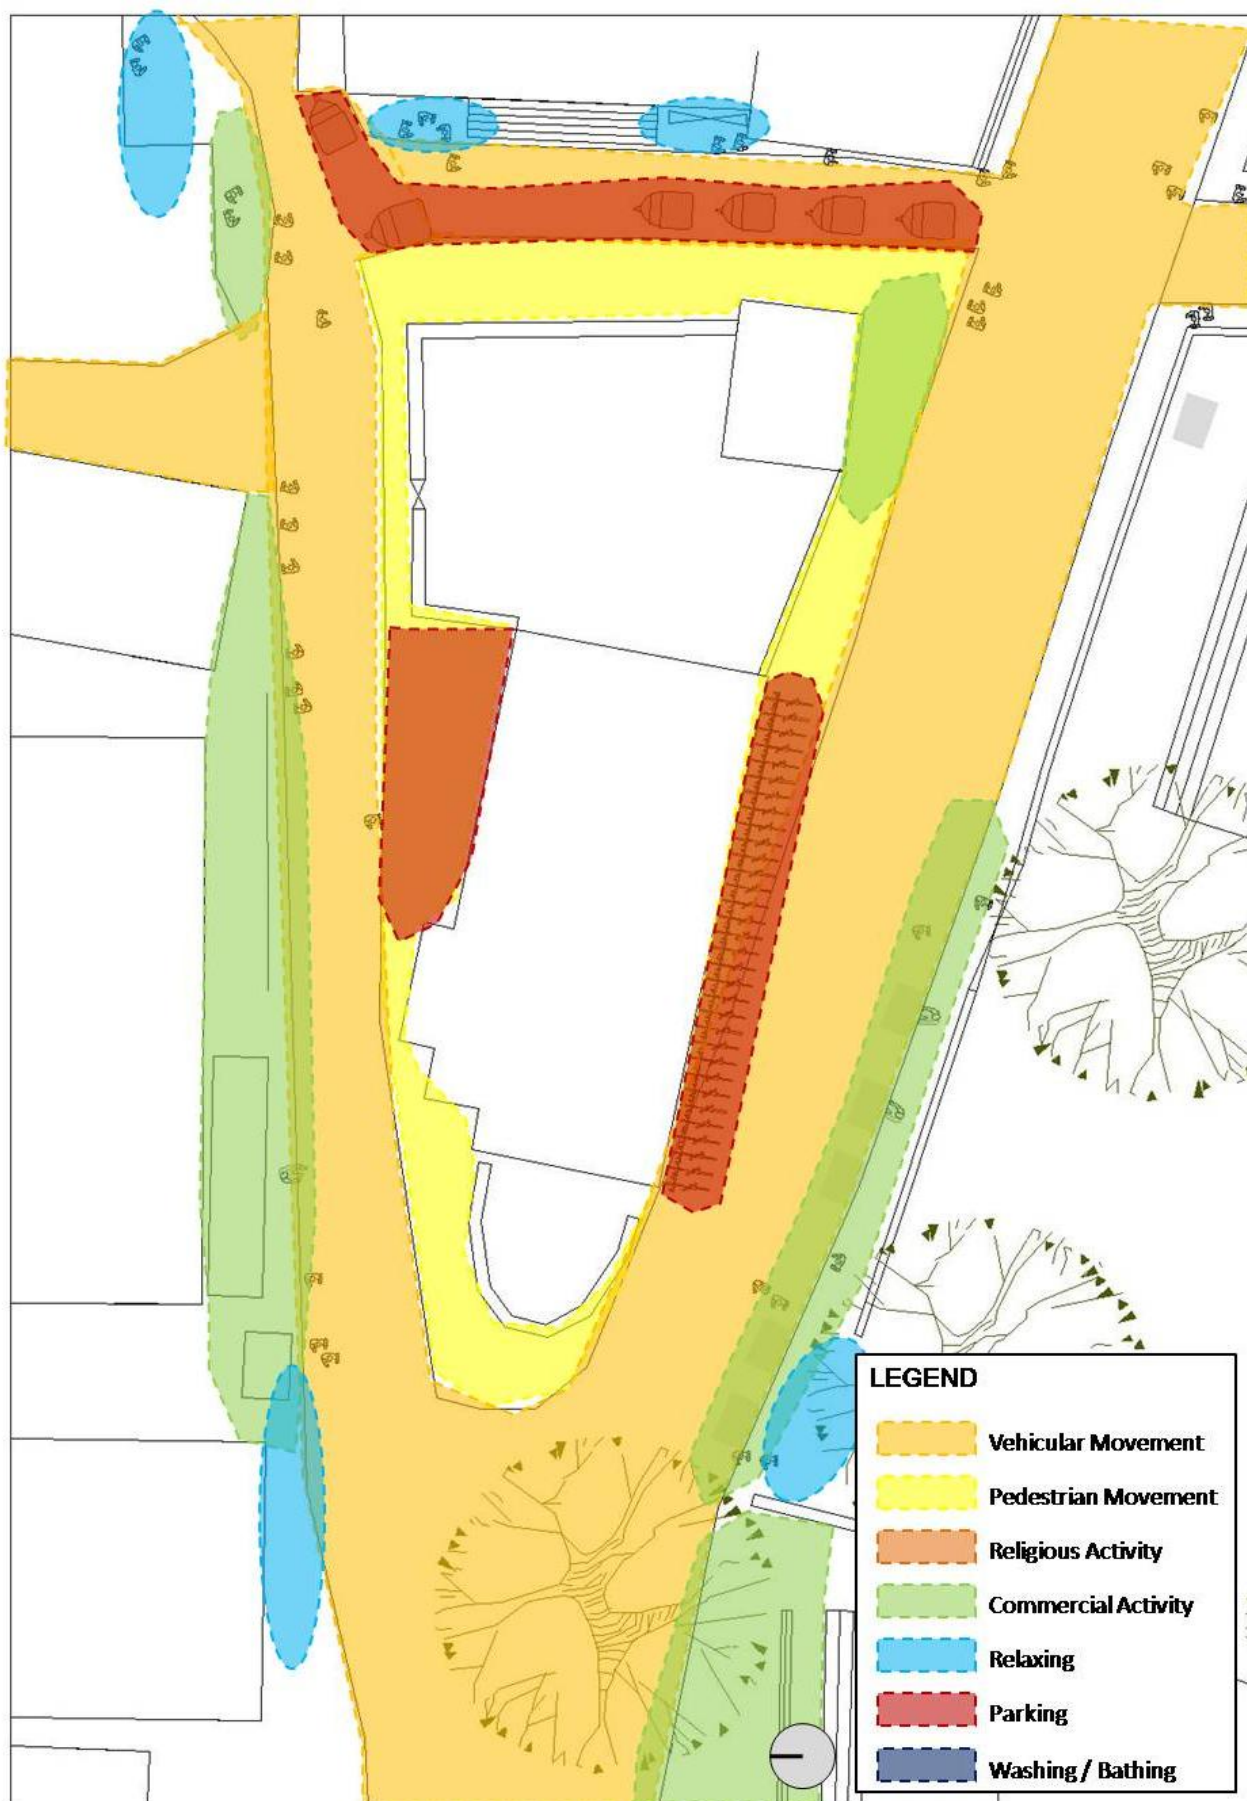 LEGEND
Vehicular Movement
Pedestrian Movement
Religious Activity
Commercial Activity
Relaxing
Parking
Washing / Bathing